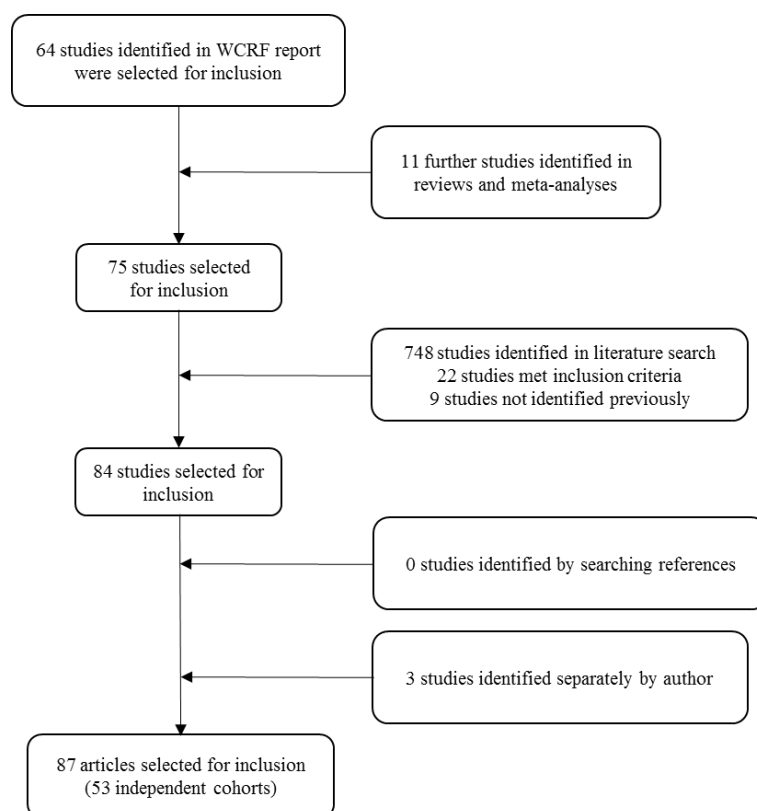 64 studies identified in WCRF report
were selected for inclusion
11 further studies identified in
reviews and meta-analyses
75 studies selected
for inclusion
748 studies identified in literature search
22 studies met inclusion criteria
9 studies not identified previously
84 studies selected for
inclusion
0 studies identified by searching references
3 studies identified separately by author
87 articles selected for inclusion
(53 independent cohorts)